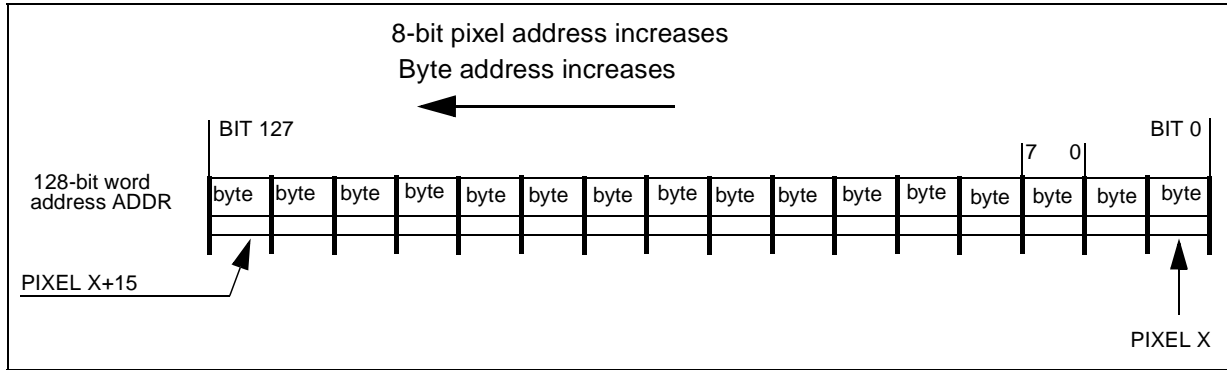 8-bit pixel address increases
Byte address increases
BIT 127
BIT 0
7 0
128-bit word
address ADDR
byte byte byte byte byte byte byte byte byte byte byte byte byte byte byte byte
PIXEL X+15
PIXEL X